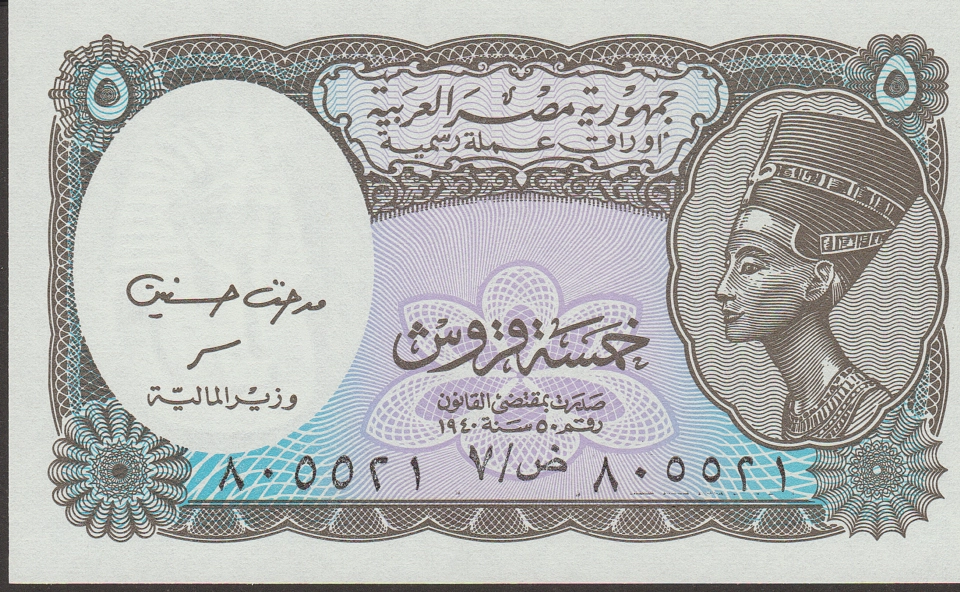 ٥ ٥
جمهورية مصر العربية
أوراق عملة رسمية
خمسة قروش
صدرت بمقتضى القانون
رقم ٥٠ سنة ١٩٤٠
مدحت حسنين
وزير المالية
٨٠٥٥٢١ ض/٧ ٨٠٥٥٢١